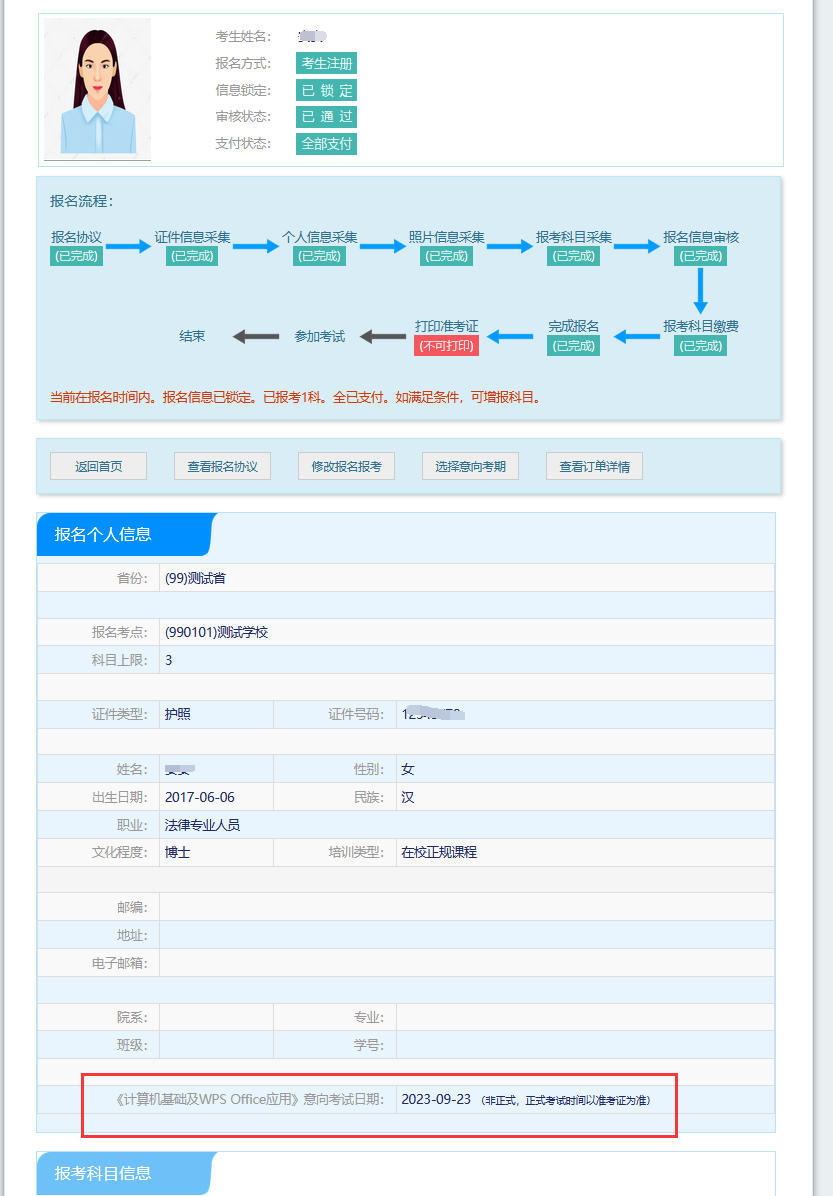 考生姓名：
报名方式： 考生注册
信息锁定： 已 锁 定
审核状态： 已 通 过
支付状态： 全部支付
报名流程：
报名协议 证件信息采集 个人信息采集 照片信息采集 报考科目采集 报名信息审核
(已完成) (已完成) (已完成) (已完成) (已完成) (已完成)
结束 参加考试 打印准考证 完成报名 报考科目缴费
(不可打印) (已完成) (已完成)
当前在报名时间内。报名信息已锁定。已报考1科。全已支付。如满足条件，可增报科目。
返回首页 查看报名协议 修改报名报考 选择意向考期 查看订单详情
报名个人信息
省份： (99)测试省
报名考点： (990101)测试学校
科目上限： 3
证件类型： 护照 证件号码：
姓名： 性别： 女
出生日期： 2017-06-06 民族： 汉
职业： 法律专业人员
文化程度： 博士 培训类型： 在校正规课程
邮编：
地址：
电子邮箱：
院系： 专业：
班级： 学号：
《计算机基础及WPS Office应用》意向考试日期： 2023-09-23 （非正式，正式考试时间以准考证为准）
报考科目信息